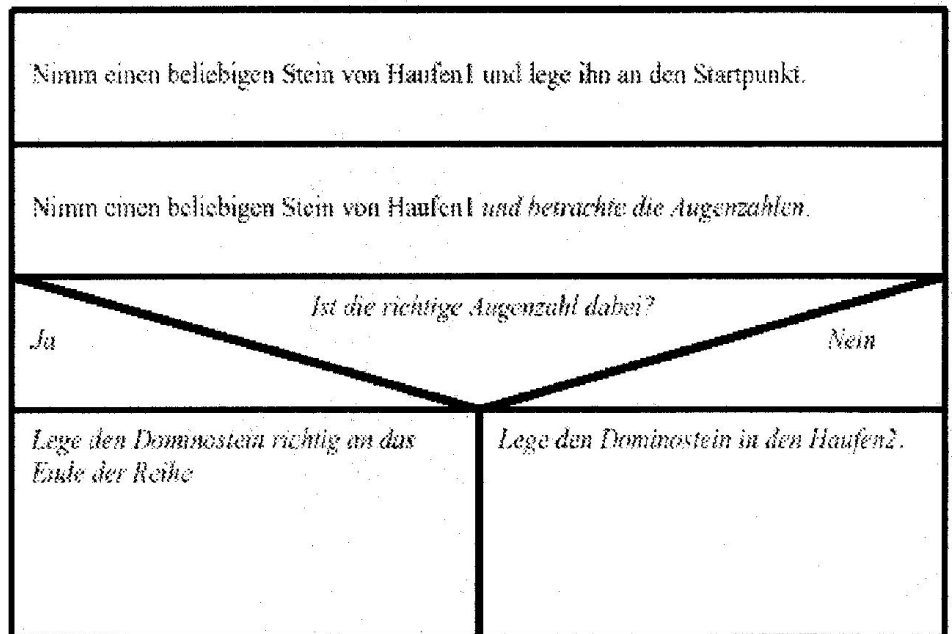 Nimm einen beliebigen Stein von Haufen1 und lege ihn an den Startpunkt.
Nimm einen beliebigen Stein von Haufen1 und betrachte die Augenzahlen.
Ist die richtige Augenzahl dabei?
Ja
Nein
Lege den Dominostein richtig an das
Ende der Reihe
Lege den Dominostein in den Haufen2.